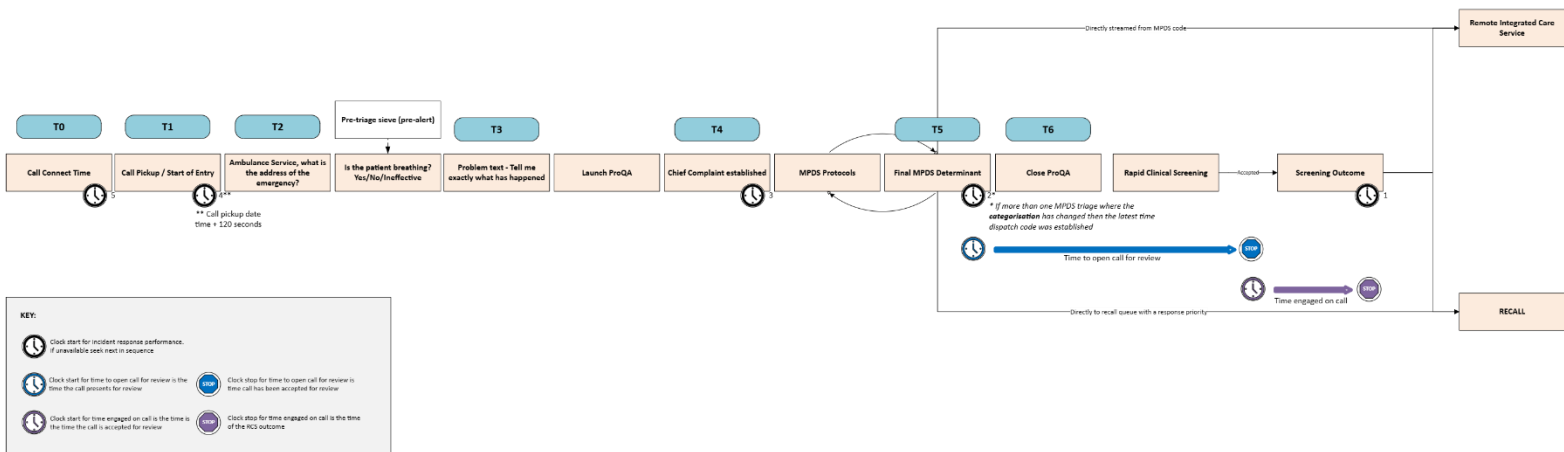 Remote Integrated Care
Service
Directly streamed from MPDS code
Pre-triage sieve (pre-alert)
T0
T1
T2
T3
T4
T5
T6
Call Connect Time
Call Pickup / Start of Entry
Ambulance Service, what is
the address of the
emergency?
Is the patient breathing?
Yes/No/Ineffective
Problem text - Tell me
exactly what has happened
Launch ProQA
Chief Complaint established
MPDS Protocols
Final MPDS Determinant
Close ProQA
Rapid Clinical Screening
Accepted
Screening Outcome
5
4**
3
2*
1
** Call pickup date
time + 120 seconds
* If more than one MPDS triage where the
categorisation has changed then the latest time
dispatch code was established
STOP
Time to open call for review
STOP
Time engaged on call
Directly to recall queue with a response priority
RECALL
KEY:
Clock start for incident response performance.
If unavailable seek next in sequence
Clock start for time to open call for review is the
time the call presents for review
STOP
Clock stop for time to open call for review is
time call has been accepted for review
Clock start for time engaged on call is the time is
the time the call is accepted for review
STOP
Clock stop for time engaged on call is the time
of the RCS outcome